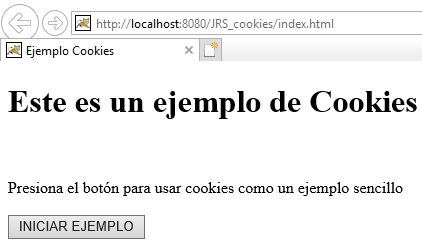 http://localhost:8080/JRS_cookies/index.html
Ejemplo Cookies
Este es un ejemplo de Cookies
Presiona el botón para usar cookies como un ejemplo sencillo
INICIAR EJEMPLO